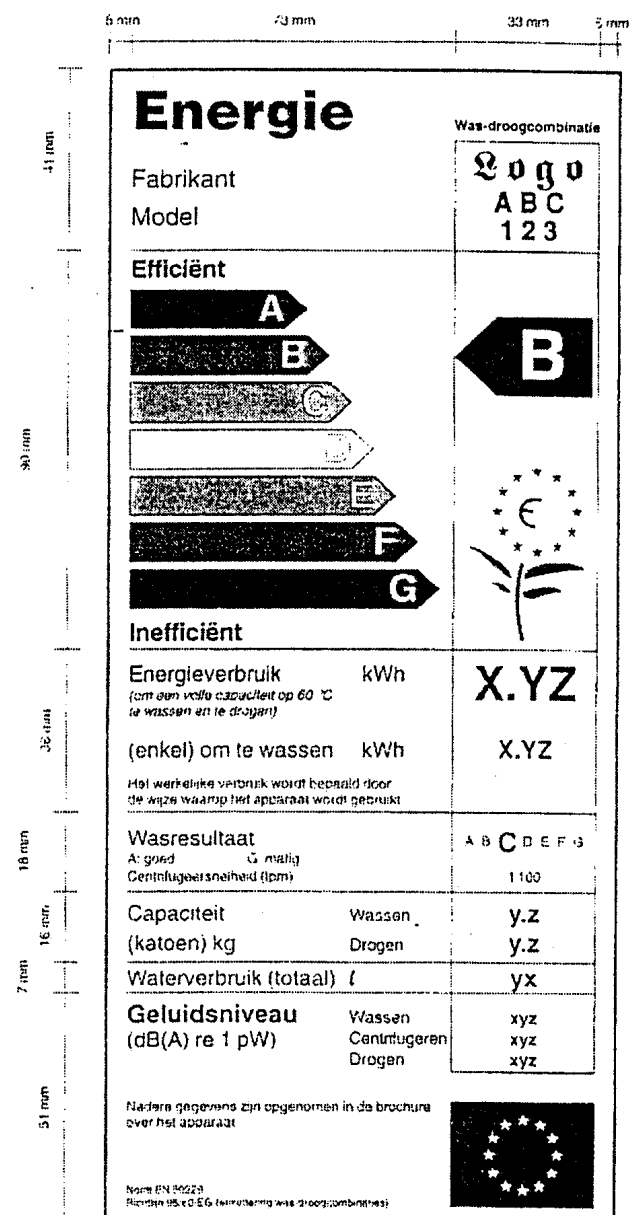 5 mm 73 mm 33 mm 5 mm
Energie
Was-droogcombinatie
Fabrikant
Logo
Model
ABC
123
41 mm
Efficiënt
A
B
B
C
D
E
F
G
90 mm
Inefficiënt
Energieverbruik kWh X.YZ
(om een volle capaciteit op 60 °C
te wassen en te drogen)
(enkel) om te wassen kWh X.YZ
Het werkelijke verbruik wordt bepaald door
de wijze waarop het apparaat wordt gebruikt
Wasresultaat A B C D E F G
A: goed G: matig
Centrifugeersnelheid (tpm) 1100
18 mm
Capaciteit Wassen y.z
(katoen) kg Drogen y.z
16 mm
Waterverbruik (totaal) ℓ yx
7 mm
Geluidsniveau Wassen xyz
(dB(A) re 1 pW) Centrifugeren xyz
Drogen xyz
51 mm
Nadere gegevens zijn opgenomen in de brochure
over het apparaat
Norm EN 50229